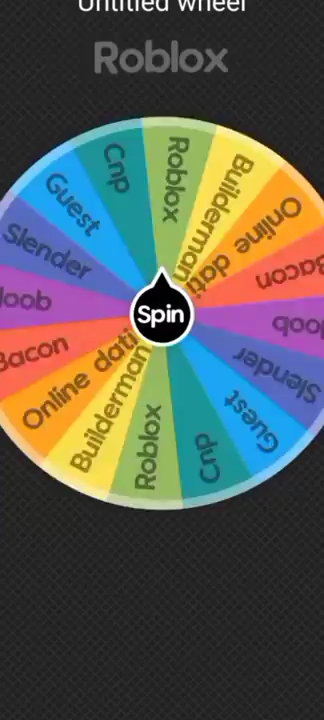 Untitled wheel
Roblox
Roblox
Builderman
Online dati
Bacon
Noob
Slender
Guest
Cnp
Roblox
Builderman
Online dati
Bacon
Noob
Slender
Guest
Cnp
Spin